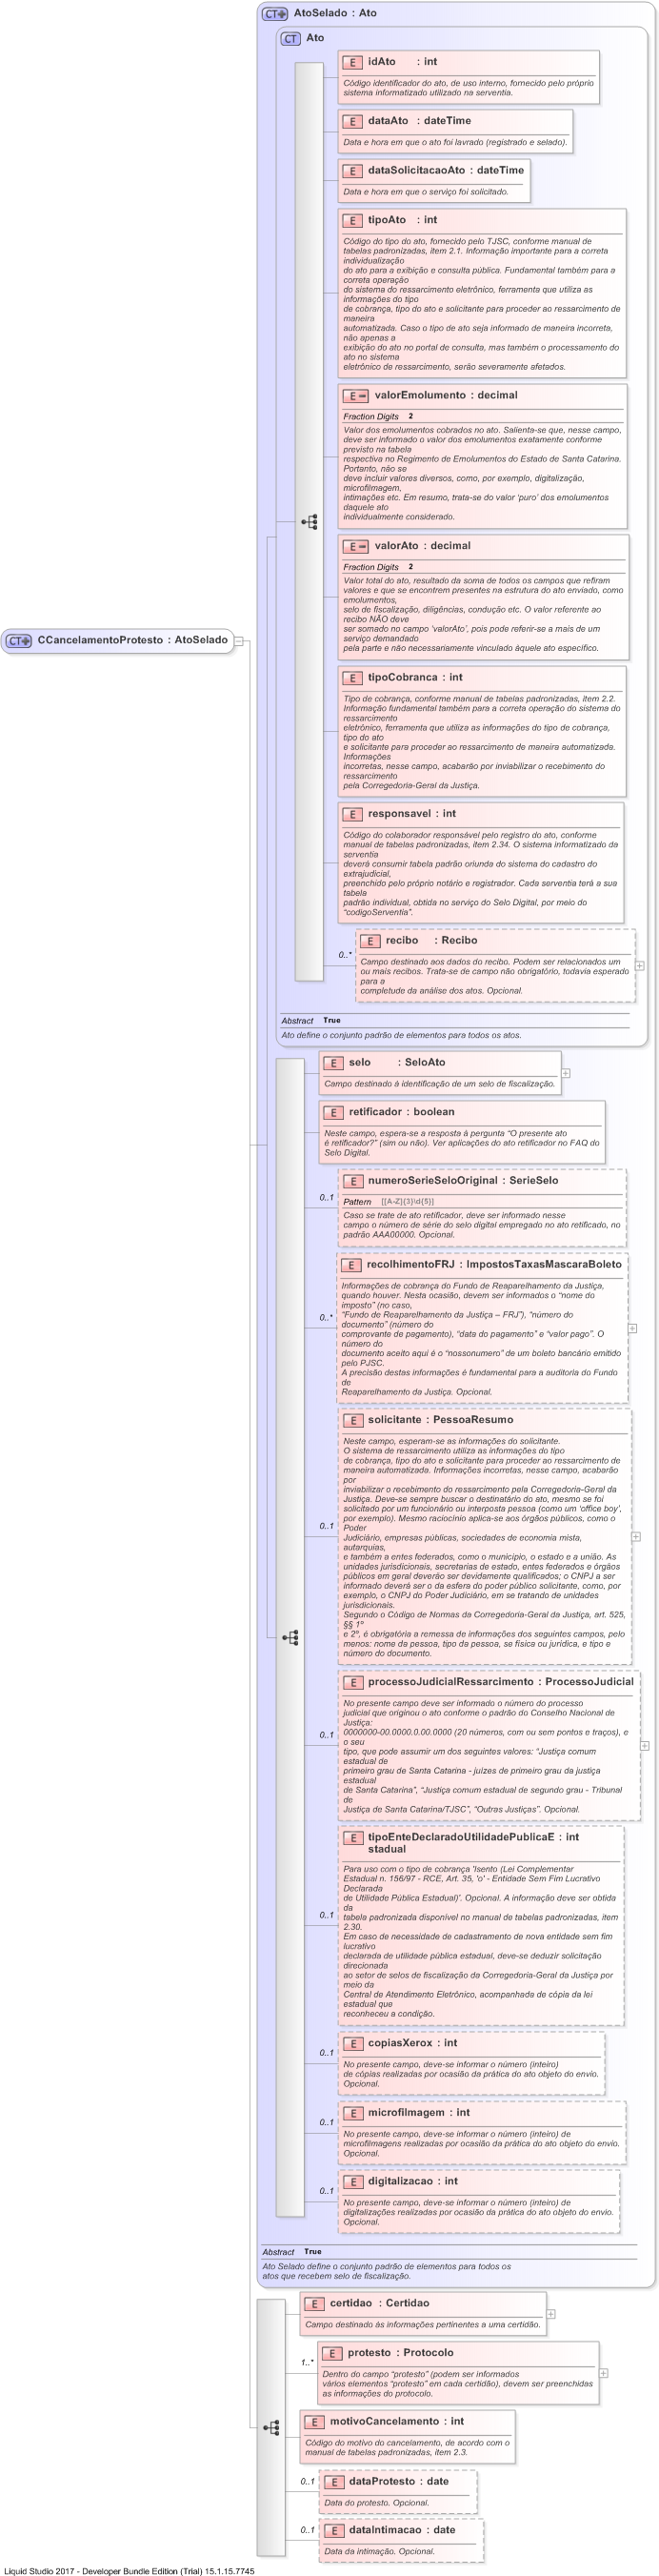 AtoSelado : Ato
Ato
idAto : int
Código identificador do ato, de uso interno, fornecido pelo próprio
sistema informatizado utilizado na serventia.
dataAto : dateTime
Data e hora em que o ato foi lavrado (registrado e selado).
dataSolicitacaoAto : dateTime
Data e hora em que o serviço foi solicitado.
tipoAto : int
Código do tipo do ato, fornecido pelo TJSC, conforme manual de
tabelas padronizadas, item 2.1. Informação importante para a correta
individualização
do ato para a exibição e consulta pública. Fundamental também para a
correta operação
do sistema do ressarcimento eletrônico, ferramenta que utiliza as
informações do tipo
de cobrança, tipo do ato e solicitante para proceder ao ressarcimento de
maneira
automatizada. Caso o tipo de ato seja informado de maneira incorreta,
não apenas a
exibição do ato no portal de consulta, mas também o processamento do
ato no sistema
eletrônico de ressarcimento, serão severamente afetados.
valorEmolumento : decimal
Fraction Digits 2
Valor dos emolumentos cobrados no ato. Salienta-se que, nesse campo,
deve ser informado o valor dos emolumentos exatamente conforme
previsto na tabela
respectiva no Regimento de Emolumentos do Estado de Santa Catarina.
Portanto, não se
deve incluir valores diversos, como, por exemplo, digitalização,
microfilmagem,
intimações etc. Em resumo, trata-se do valor 'puro' dos emolumentos
daquele ato
individualmente considerado.
valorAto : decimal
Fraction Digits 2
Valor total do ato, resultado da soma de todos os campos que refiram
valores e que se encontrem presentes na estrutura do ato enviado, como
emolumentos,
selo de fiscalização, diligências, condução etc. O valor referente ao
recibo NÃO deve
ser somado no campo 'valorAto', pois pode referir-se a mais de um
serviço demandado
pela parte e não necessariamente vinculado àquele ato específico.
CCancelamentoProtesto : AtoSelado
tipoCobranca : int
Tipo de cobrança, conforme manual de tabelas padronizadas, item 2.2.
Informação fundamental também para a correta operação do sistema do
ressarcimento
eletrônico, ferramenta que utiliza as informações do tipo de cobrança,
tipo do ato
e solicitante para proceder ao ressarcimento de maneira automatizada.
Informações
incorretas, nesse campo, acabarão por inviabilizar o recebimento do
ressarcimento
pela Corregedoria-Geral da Justiça.
responsavel : int
Código do colaborador responsável pelo registro do ato, conforme
manual de tabelas padronizadas, item 2.34. O sistema informatizado da
serventia
deverá consumir tabela padrão oriunda do sistema do cadastro do
extrajudicial,
preenchido pelo próprio notário e registrador. Cada serventia terá a sua
tabela
padrão individual, obtida no serviço do Selo Digital, por meio do
“codigoServentia”.
recibo : Recibo
0..*
Campo destinado aos dados do recibo. Podem ser relacionados um
ou mais recibos. Trata-se de campo não obrigatório, todavia esperado
para a
completude da análise dos atos. Opcional.
Abstract True
Ato define o conjunto padrão de elementos para todos os atos.
selo : SeloAto
Campo destinado à identificação de um selo de fiscalização.
retificador : boolean
Neste campo, espera-se a resposta à pergunta “O presente ato
é retificador?” (sim ou não). Ver aplicações do ato retificador no FAQ do
Selo Digital.
numeroSerieSeloOriginal : SerieSelo
0..1
Pattern [[A-Z]{3}\d{5}]
Caso se trate de ato retificador, deve ser informado nesse
campo o número de série do selo digital empregado no ato retificado, no
padrão AAA00000. Opcional.
recolhimentoFRJ : ImpostosTaxasMascaraBoleto
0..*
Informações de cobrança do Fundo de Reaparelhamento da Justiça,
quando houver. Nesta ocasião, devem ser informados o “nome do
imposto” (no caso,
“Fundo de Reaparelhamento da Justiça – FRJ”), “número do
documento” (número do
comprovante de pagamento), “data do pagamento” e “valor pago”. O
número do
documento aceito aqui é o “nossonumero” de um boleto bancário emitido
pelo PJSC.
A precisão destas informações é fundamental para a auditoria do Fundo
de
Reaparelhamento da Justiça. Opcional.
solicitante : PessoaResumo
0..1
Neste campo, esperam-se as informações do solicitante.
O sistema de ressarcimento utiliza as informações do tipo
de cobrança, tipo do ato e solicitante para proceder ao ressarcimento de
maneira automatizada. Informações incorretas, nesse campo, acabarão
por
inviabilizar o recebimento do ressarcimento pela Corregedoria-Geral da
Justiça. Deve-se sempre buscar o destinatário do ato, mesmo se foi
solicitado por um funcionário ou interposta pessoa (como um 'office boy',
por exemplo). Mesmo raciocínio aplica-se aos órgãos públicos, como o
Poder
Judiciário, empresas públicas, sociedades de economia mista,
autarquias,
e também a entes federados, como o município, o estado e a união. As
unidades jurisdicionais, secretarias de estado, entes federados e órgãos
públicos em geral deverão ser devidamente qualificados; o CNPJ a ser
informado deverá ser o da esfera do poder público solicitante, como, por
exemplo, o CNPJ do Poder Judiciário, em se tratando de unidades
jurisdicionais.
Segundo o Código de Normas da Corregedoria-Geral da Justiça, art. 525,
§§ 1º
e 2º, é obrigatória a remessa de informações dos seguintes campos, pelo
menos: nome da pessoa, tipo da pessoa, se física ou jurídica, e tipo e
número do documento.
processoJudicialRessarcimento : ProcessoJudicial
0..1
No presente campo deve ser informado o número do processo
judicial que originou o ato conforme o padrão do Conselho Nacional de
Justiça:
0000000-00.0000.0.00.0000 (20 números, com ou sem pontos e traços), e
o seu
tipo, que pode assumir um dos seguintes valores: “Justiça comum
estadual de
primeiro grau de Santa Catarina - juízes de primeiro grau da justiça
estadual
de Santa Catarina”, “Justiça comum estadual de segundo grau - Tribunal
de
Justiça de Santa Catarina/TJSC”, “Outras Justiças”. Opcional.
tipoEnteDeclaradoUtilidadePublicaE : int
stadual
0..1
Para uso com o tipo de cobrança 'Isento (Lei Complementar
Estadual n. 156/97 - RCE, Art. 35, 'o' - Entidade Sem Fim Lucrativo
Declarada
de Utilidade Pública Estadual)'. Opcional. A informação deve ser obtida
da
tabela padronizada disponível no manual de tabelas padronizadas, item
2.30.
Em caso de necessidade de cadastramento de nova entidade sem fim
lucrativo
declarada de utilidade pública estadual, deve-se deduzir solicitação
direcionada
ao setor de selos de fiscalização da Corregedoria-Geral da Justiça por
meio da
Central de Atendimento Eletrônico, acompanhada de cópia da lei
estadual que
reconheceu a condição.
copiasXerox : int
0..1
No presente campo, deve-se informar o número (inteiro)
de cópias realizadas por ocasião da prática do ato objeto do envio.
Opcional.
microfilmagem : int
0..1
No presente campo, deve-se informar o número (inteiro) de
microfilmagens realizadas por ocasião da prática do ato objeto do envio.
Opcional.
digitalizacao : int
0..1
No presente campo, deve-se informar o número (inteiro) de
digitalizações realizadas por ocasião da prática do ato objeto do envio.
Opcional.
Abstract True
Ato Selado define o conjunto padrão de elementos para todos os
atos que recebem selo de fiscalização.
certidao : Certidao
Campo destinado às informações pertinentes a uma certidão.
protesto : Protocolo
1..*
Dentro do campo “protesto” (podem ser informados
vários elementos “protesto” em cada certidão), devem ser preenchidas
as informações do protocolo.
motivoCancelamento : int
Código do motivo do cancelamento, de acordo com o
manual de tabelas padronizadas, item 2.3.
dataProtesto : date
0..1
Data do protesto. Opcional.
dataIntimacao : date
0..1
Data da intimação. Opcional.
Liquid Studio 2017 - Developer Bundle Edition (Trial) 15.1.15.7745